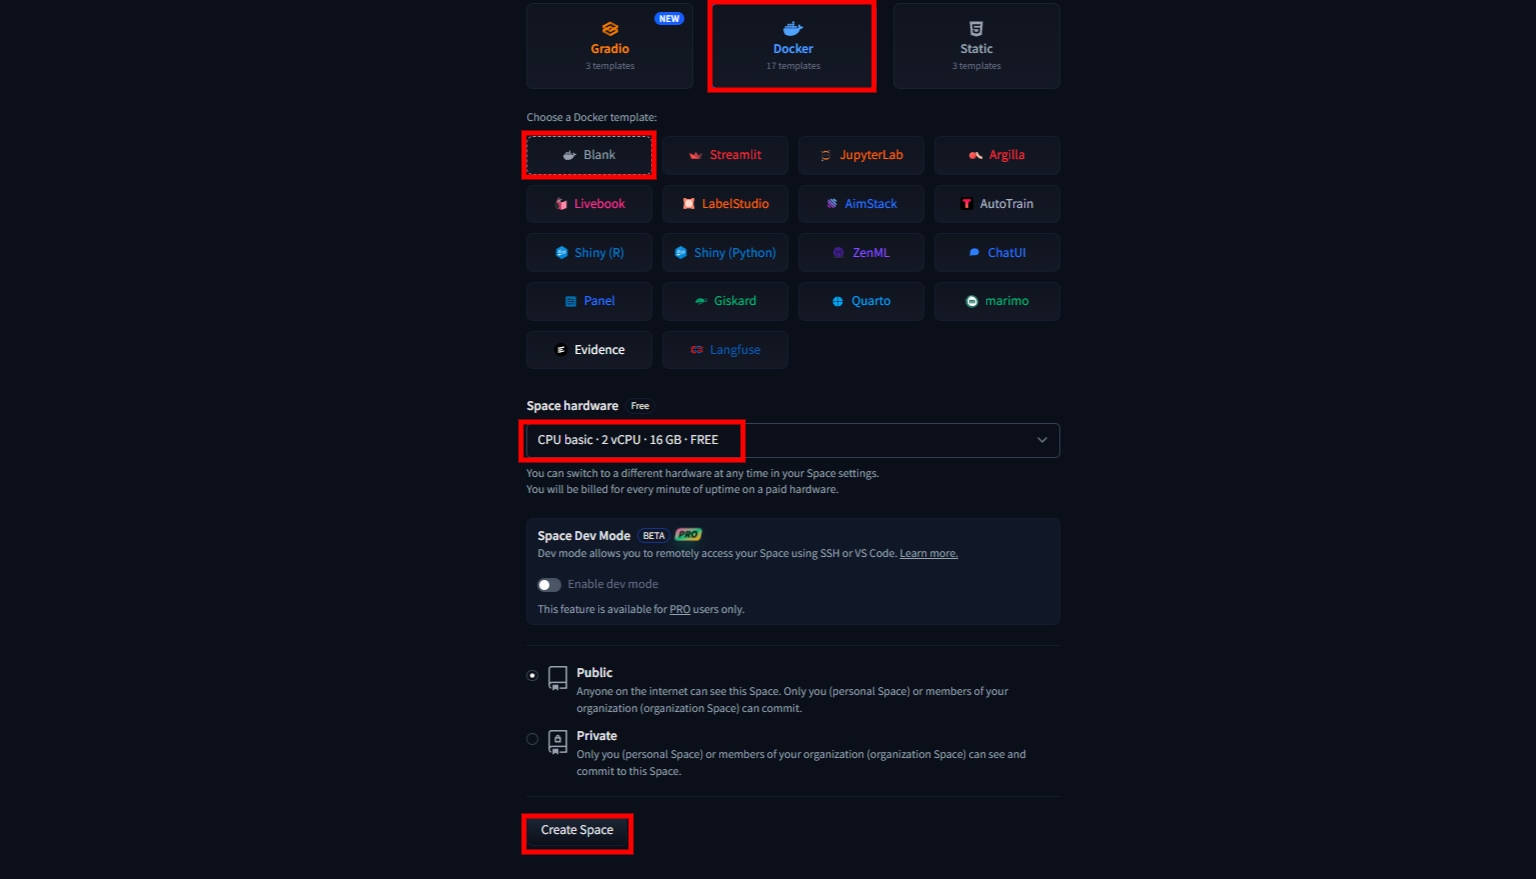 NEW
Gradio
3 templates
Docker
17 templates
Static
3 templates
Choose a Docker template:
Blank
Streamlit
JupyterLab
Argilla
Livebook
LabelStudio
AimStack
AutoTrain
Shiny (R)
Shiny (Python)
ZenML
ChatUI
Panel
Giskard
Quarto
marimo
Evidence
Langfuse
Space hardware Free
CPU basic · 2 vCPU · 16 GB · FREE
You can switch to a different hardware at any time in your Space settings.
You will be billed for every minute of uptime on a paid hardware.
Space Dev Mode BETA PRO
Dev mode allows you to remotely access your Space using SSH or VS Code. Learn more.
Enable dev mode
This feature is available for PRO users only.
Public
Anyone on the internet can see this Space. Only you (personal Space) or members of your
organization (organization Space) can commit.
Private
Only you (personal Space) or members of your organization (organization Space) can see and
commit to this Space.
Create Space